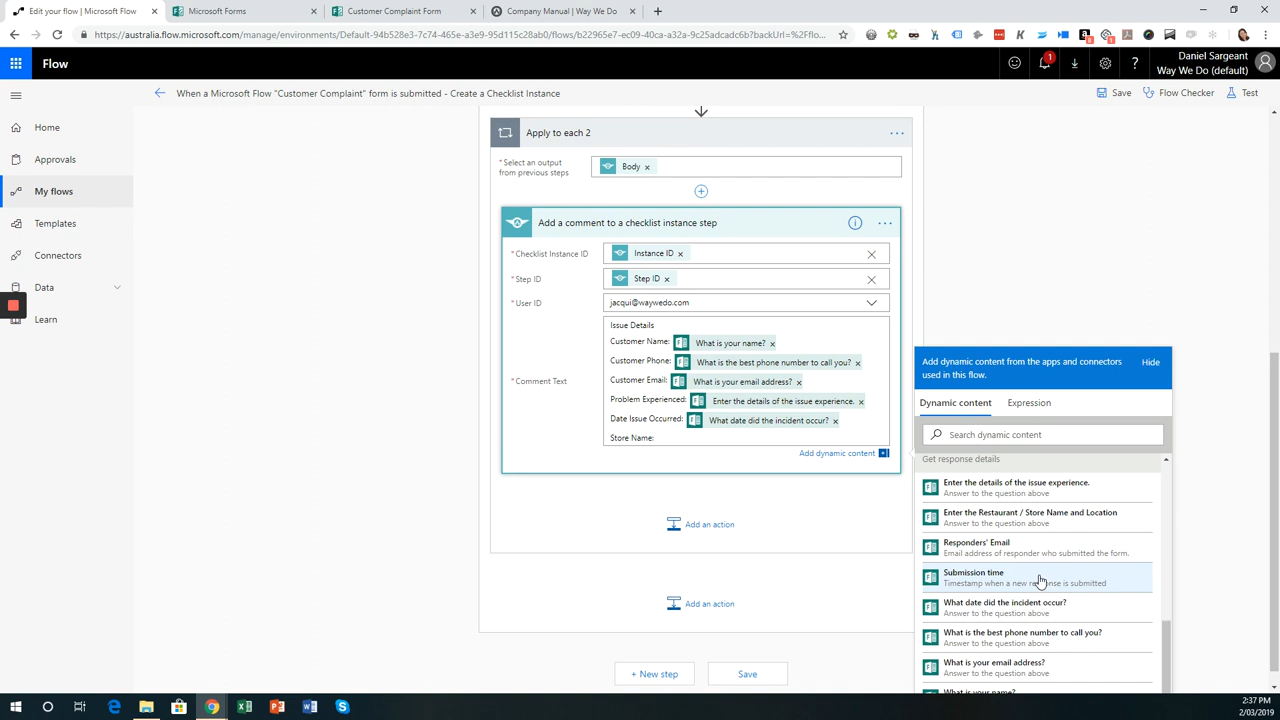 Edit your flow | Microsoft Flow
Microsoft Forms
Customer Complaint Form
Company Manual | Way We Do
https://australia.flow.microsoft.com/manage/environments/Default-94b528e3-7c74-465e-a3e9-95d115c28ab0/flows/b22965e7-ec09-40ca-a32a-9c25adcadb5b?backUrl=%2Fflo...
Flow
1
Daniel Sargeant
Way We Do (default)
When a Microsoft Flow "Customer Complaint" form is submitted - Create a Checklist Instance
Save
Flow Checker
Test
Home
Approvals
My flows
Templates
Connectors
Data
Learn
Apply to each 2
* Select an output
from previous steps
Body
Add a comment to a checklist instance step
* Checklist Instance ID
Instance ID
* Step ID
Step ID
* User ID
jacqui@waywedo.com
* Comment Text
Issue Details
Customer Name: What is your name?
Customer Phone: What is the best phone number to call you?
Customer Email: What is your email address?
Problem Experienced: Enter the details of the issue experience.
Date Issue Occurred: What date did the incident occur?
Store Name:
Add dynamic content
Add an action
Add an action
+ New step
Save
Add dynamic content from the apps and connectors
used in this flow.
Hide
Dynamic content
Expression
Search dynamic content
Get response details
Enter the details of the issue experience.
Answer to the question above
Enter the Restaurant / Store Name and Location
Answer to the question above
Responders' Email
Email address of responder who submitted the form.
Submission time
Timestamp when a new response is submitted
What date did the incident occur?
Answer to the question above
What is the best phone number to call you?
Answer to the question above
What is your email address?
Answer to the question above
What is your name?
2:37 PM
2/03/2019